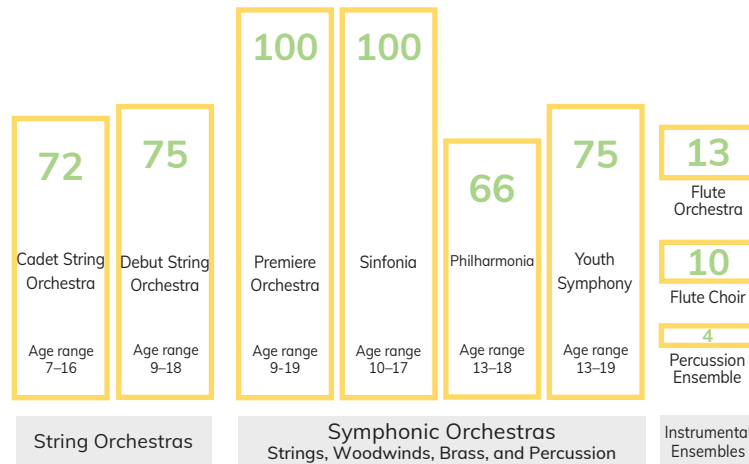 72
Cadet String
Orchestra
Age range
7–16
75
Debut String
Orchestra
Age range
9–18
String Orchestras
100
Premiere
Orchestra
Age range
9-19
100
Sinfonia
Age range
10–17
66
Philharmonia
Age range
13–18
75
Youth
Symphony
Age range
13–19
Symphonic Orchestras
Strings, Woodwinds, Brass, and Percussion
13
Flute
Orchestra
10
Flute Choir
4
Percussion
Ensemble
Instrumental
Ensembles